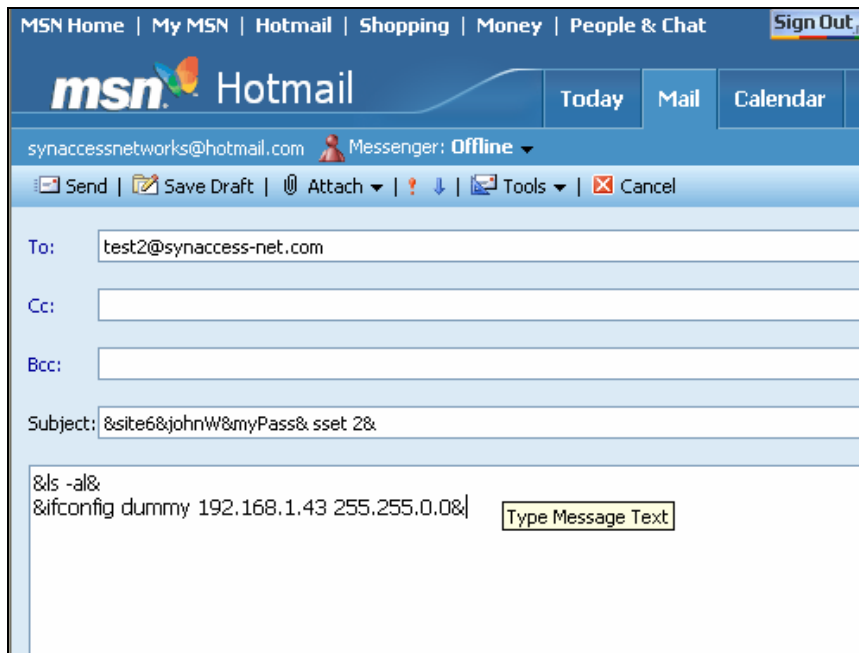 MSN Home | My MSN | Hotmail | Shopping | Money | People & Chat Sign Out
msn Hotmail Today Mail Calendar
synaccessnetworks@hotmail.com Messenger: Offline
Send | Save Draft | Attach | Tools | Cancel
To: test2@synaccess-net.com
Cc:
Bcc:
Subject: &site6&johnW&myPass& sset 2&
&ls -al&
&ifconfig dummy 192.168.1.43 255.255.0.0&
Type Message Text